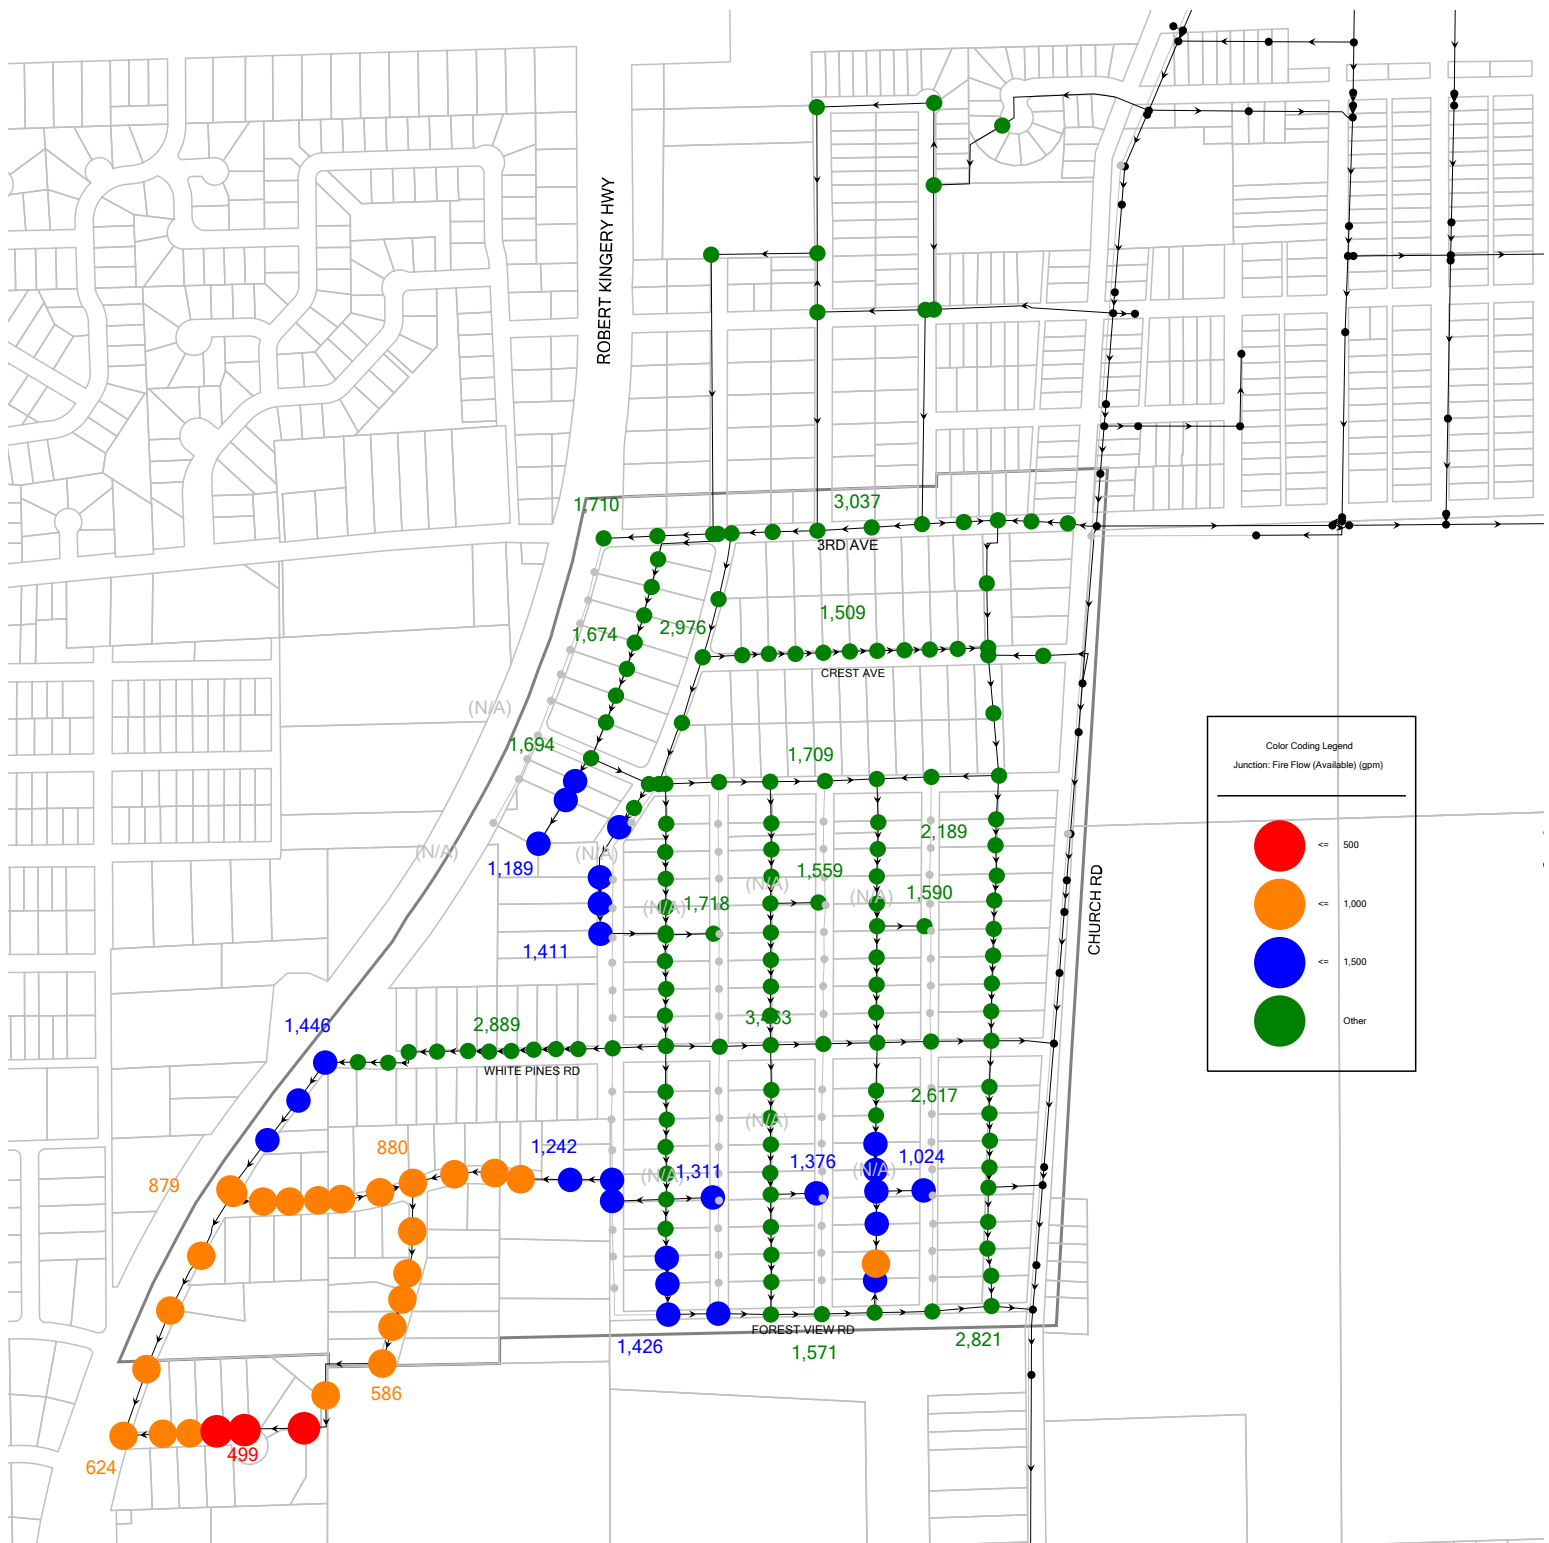 ROBERT KINGERY HWY
1,710
3,037
3RD AVE
1,509
1,674
2,976
CREST AVE
(N/A)
1,694
1,709
Color Coding Legend
Junction: Fire Flow (Available) (gpm)
<= 500
<= 1,000
<= 1,500
Other
2,189
(N/A)
(N/A)
1,189
1,559
(N/A)
1,590
(N/A)
(N/A)
1,718
CHURCH RD
1,411
1,446
2,889
WHITE PINES RD
2,617
(N/A)
880
1,242
1,376
1,024
(N/A)
(N/A)
1,311
879
FOREST VIEW RD
1,426
1,571
2,821
586
499
624